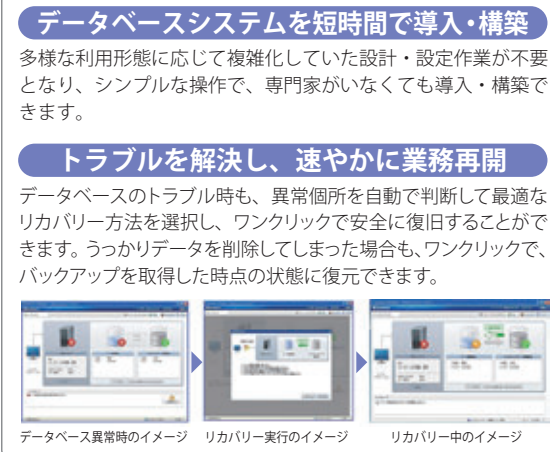 データベースシステムを短時間で導入・構築
多様な利用形態に応じて複雑化していた設計・設定作業が不要
となり、シンプルな操作で、専門家がいなくても導入・構築で
きます。
トラブルを解決し、速やかに業務再開
データベースのトラブル時も、異常個所を自動で判断して最適な
リカバリー方法を選択し、ワンクリックで安全に復旧することがで
きます。うっかりデータを削除してしまった場合も、ワンクリックで、
バックアップを取得した時点の状態に復元できます。
データベース異常時のイメージ
リカバリー実行のイメージ
リカバリー中のイメージ